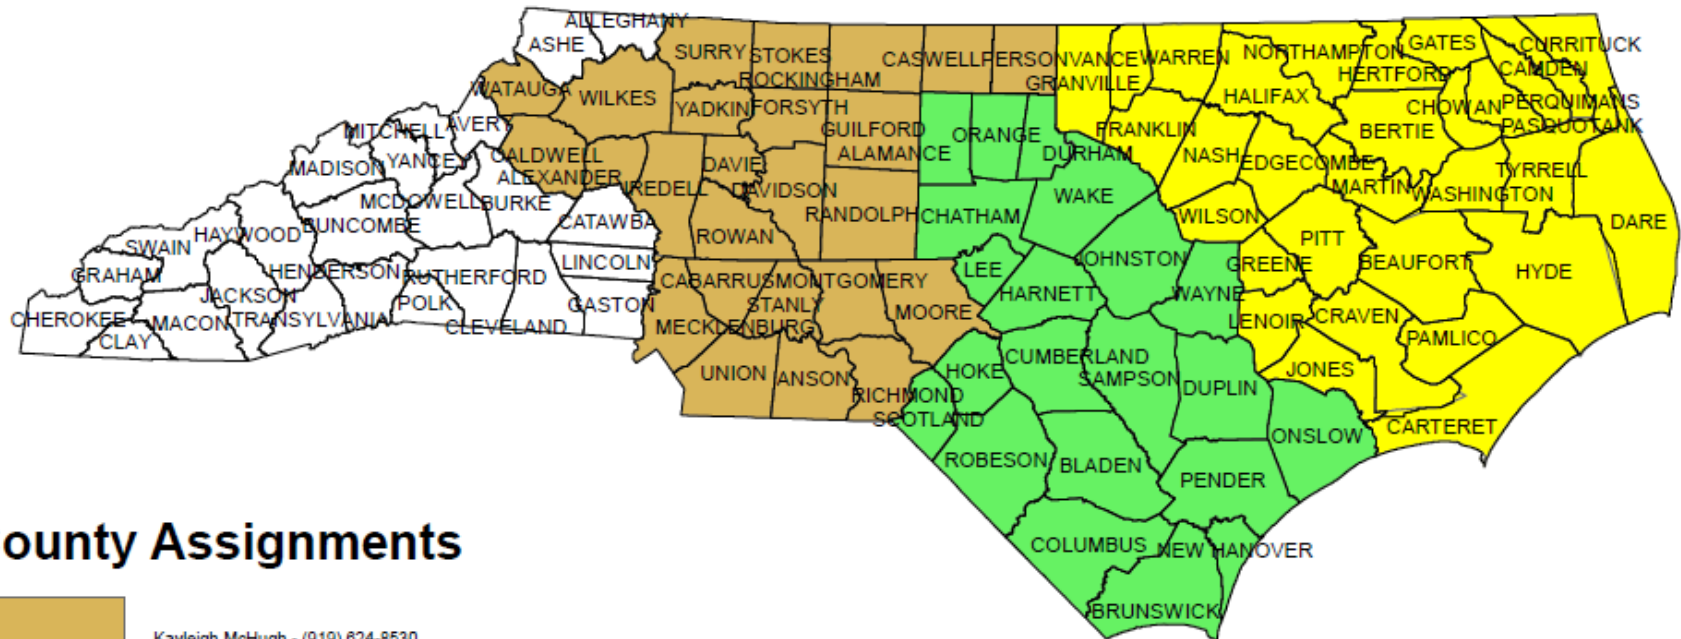 ALLEGHANY
ASHE
SURRY
STOKES
ROCKINGHAM
CASWELL
PERSON
VANCE
GRANVILLE
WARREN
NORTHAMPTON
GATES
HERTFORD
CURRITUCK
CAMDEN
WATAUGA
WILKES
YADKIN
FORSYTH
GUILFORD
ALAMANCE
ORANGE
DURHAM
FRANKLIN
HALIFAX
BERTIE
CHOWAN
PERQUIMANS
PASQUOTANK
MITCHELL
AVERY
YANCEY
MADISON
CALDWELL
ALEXANDER
IREDELL
DAVIE
DAVIDSON
NASH
EDGECOMBE
MARTIN
WASHINGTON
TYRRELL
DARE
MCDOWELL
BURKE
BUNCOMBE
HAYWOOD
SWAIN
GRAHAM
CATAWBA
ROWAN
RANDOLPH
CHATHAM
WAKE
WILSON
PITT
BEAUFORT
HYDE
HENDERSON
RUTHERFORD
LINCOLN
CABARRUS
MONTGOMERY
STANLY
LEE
JOHNSTON
GREENE
JACKSON
POLK
GASTON
MOORE
HARNETT
WAYNE
LENOIR
CRAVEN
PAMLICO
CHEROKEE
MACON
TRANSYLVANIA
CLEVELAND
CLAY
MECKLENBURG
UNION
ANSON
RICHMOND
SCOTLAND
HOKE
CUMBERLAND
SAMPSON
DUPLIN
JONES
CARTERET
ONSLOW
ROBESON
BLADEN
PENDER
COLUMBUS
NEW HANOVER
BRUNSWICK
ounty Assignments
Kayleigh McHugh - (919) 624-8530